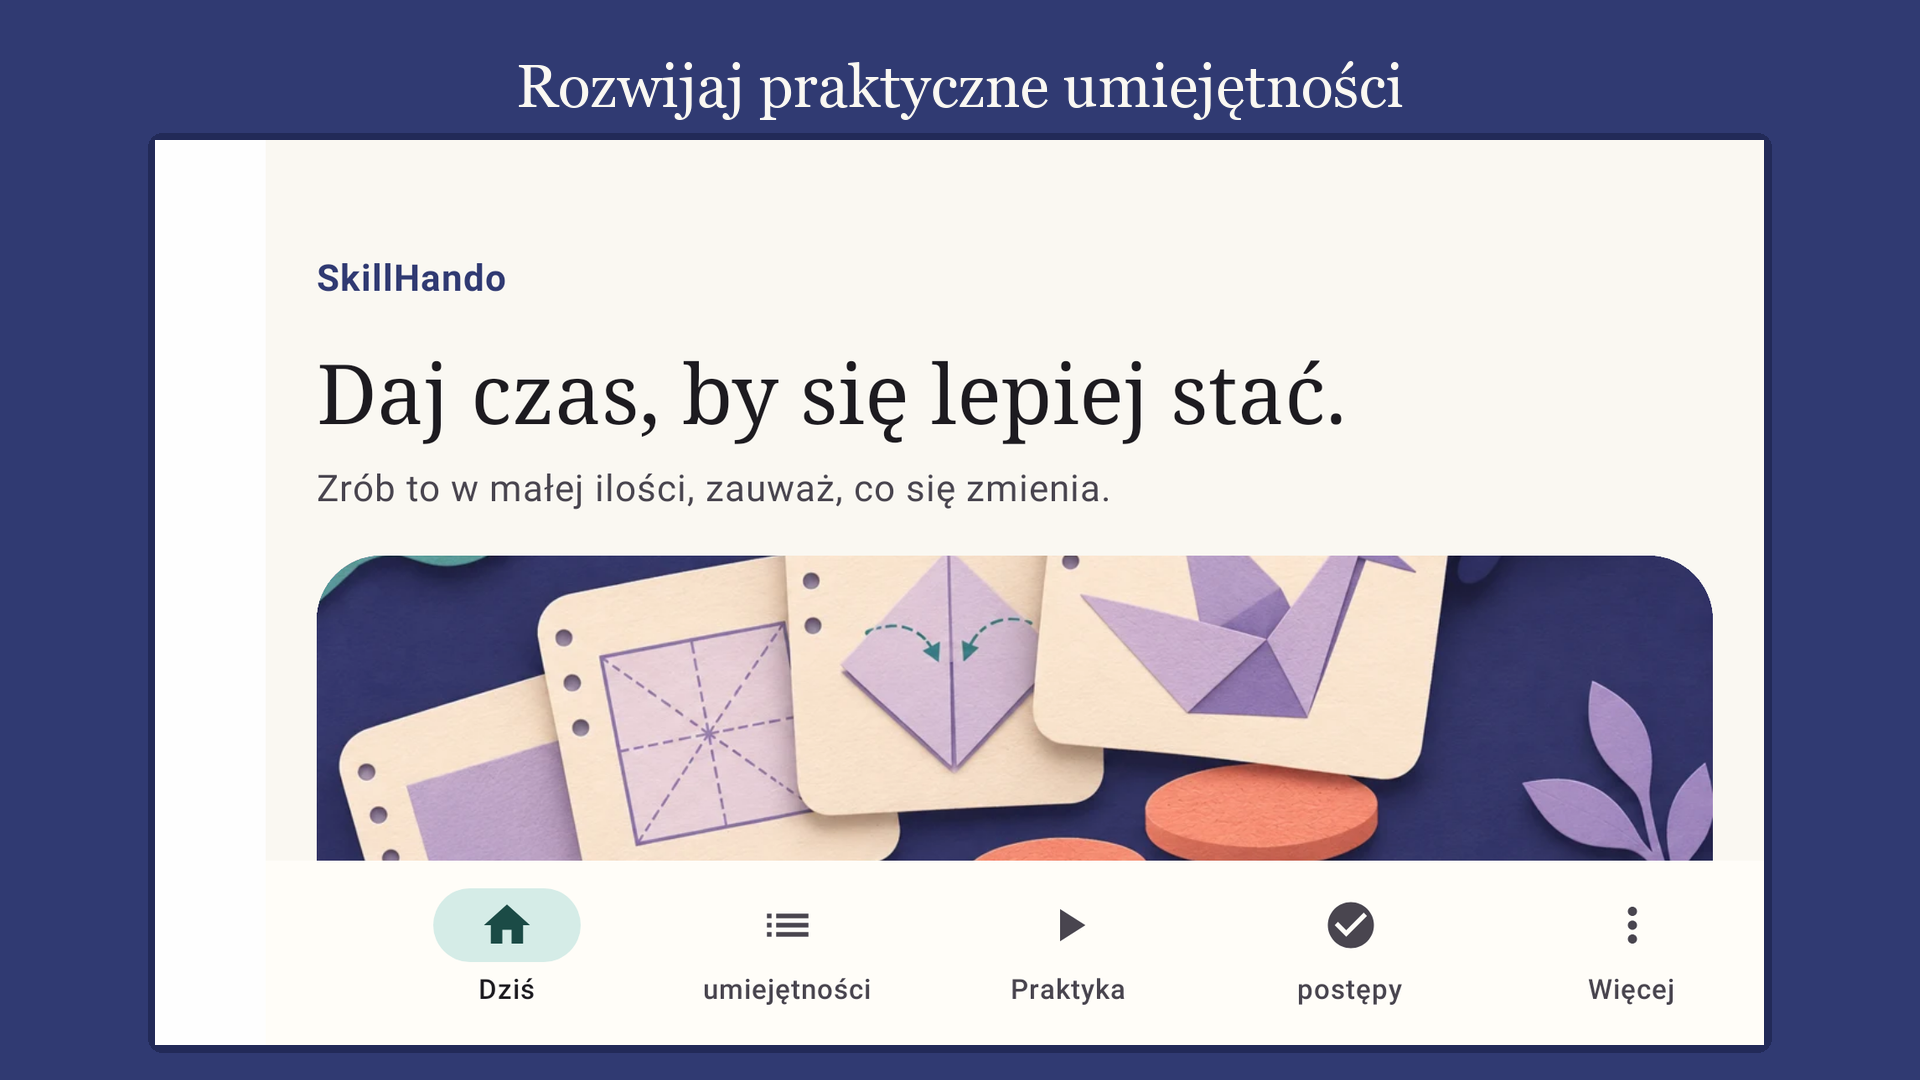 Rozwijaj praktyczne umiejętności
SkillHando
Daj czas, by się lepiej stać.
Zrób to w małej ilości, zauważ, co się zmienia.
Dziś
umiejętności
Praktyka
postępy
Więcej